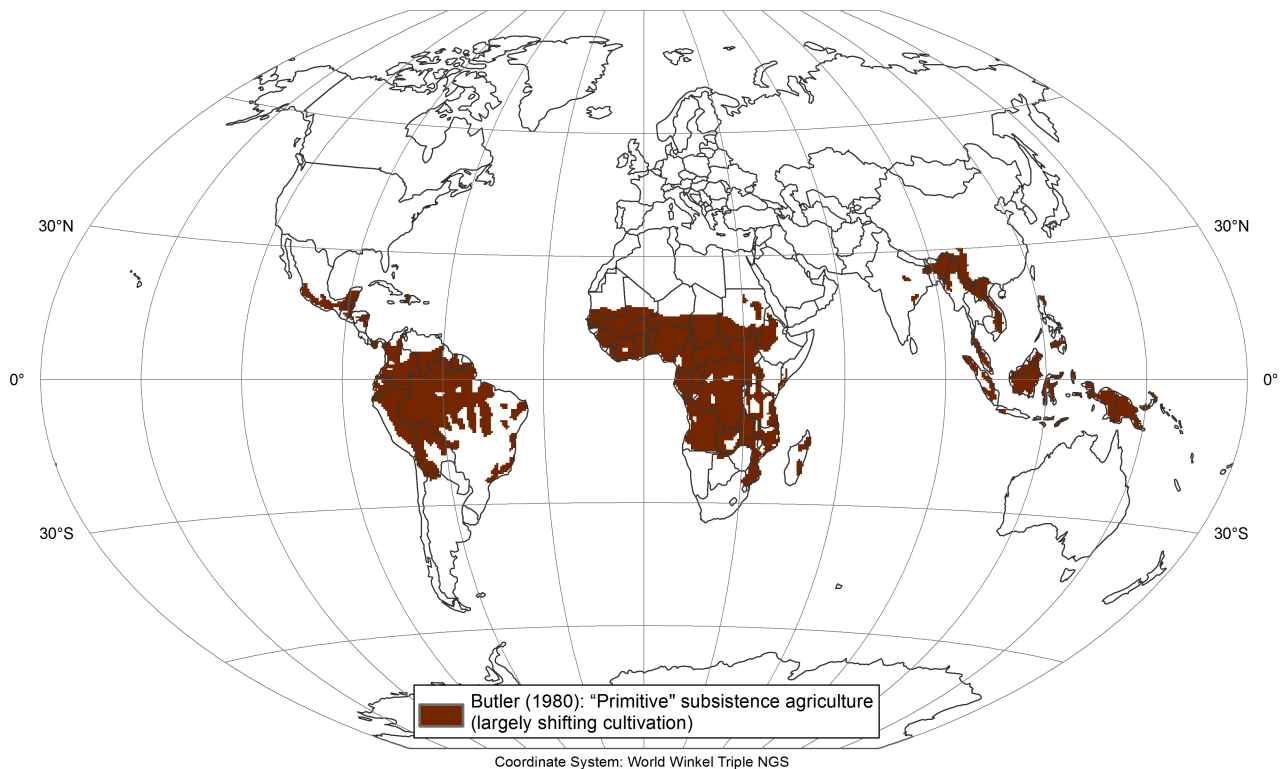 30°N
30°N
0°
0°
30°S
30°S
Butler (1980): “Primitive" subsistence agriculture
(largely shifting cultivation)
Coordinate System: World Winkel Triple NGS